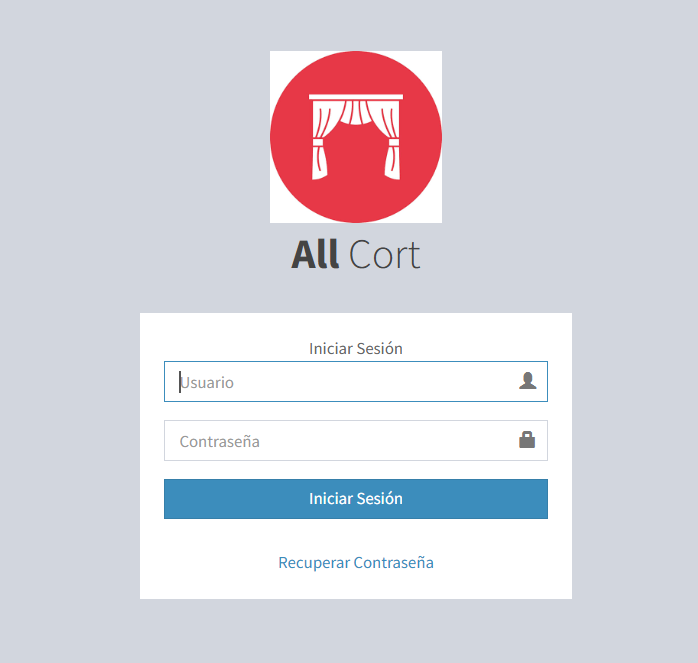 All Cort
Iniciar Sesión
Usuario
Contraseña
Iniciar Sesión
Recuperar Contraseña